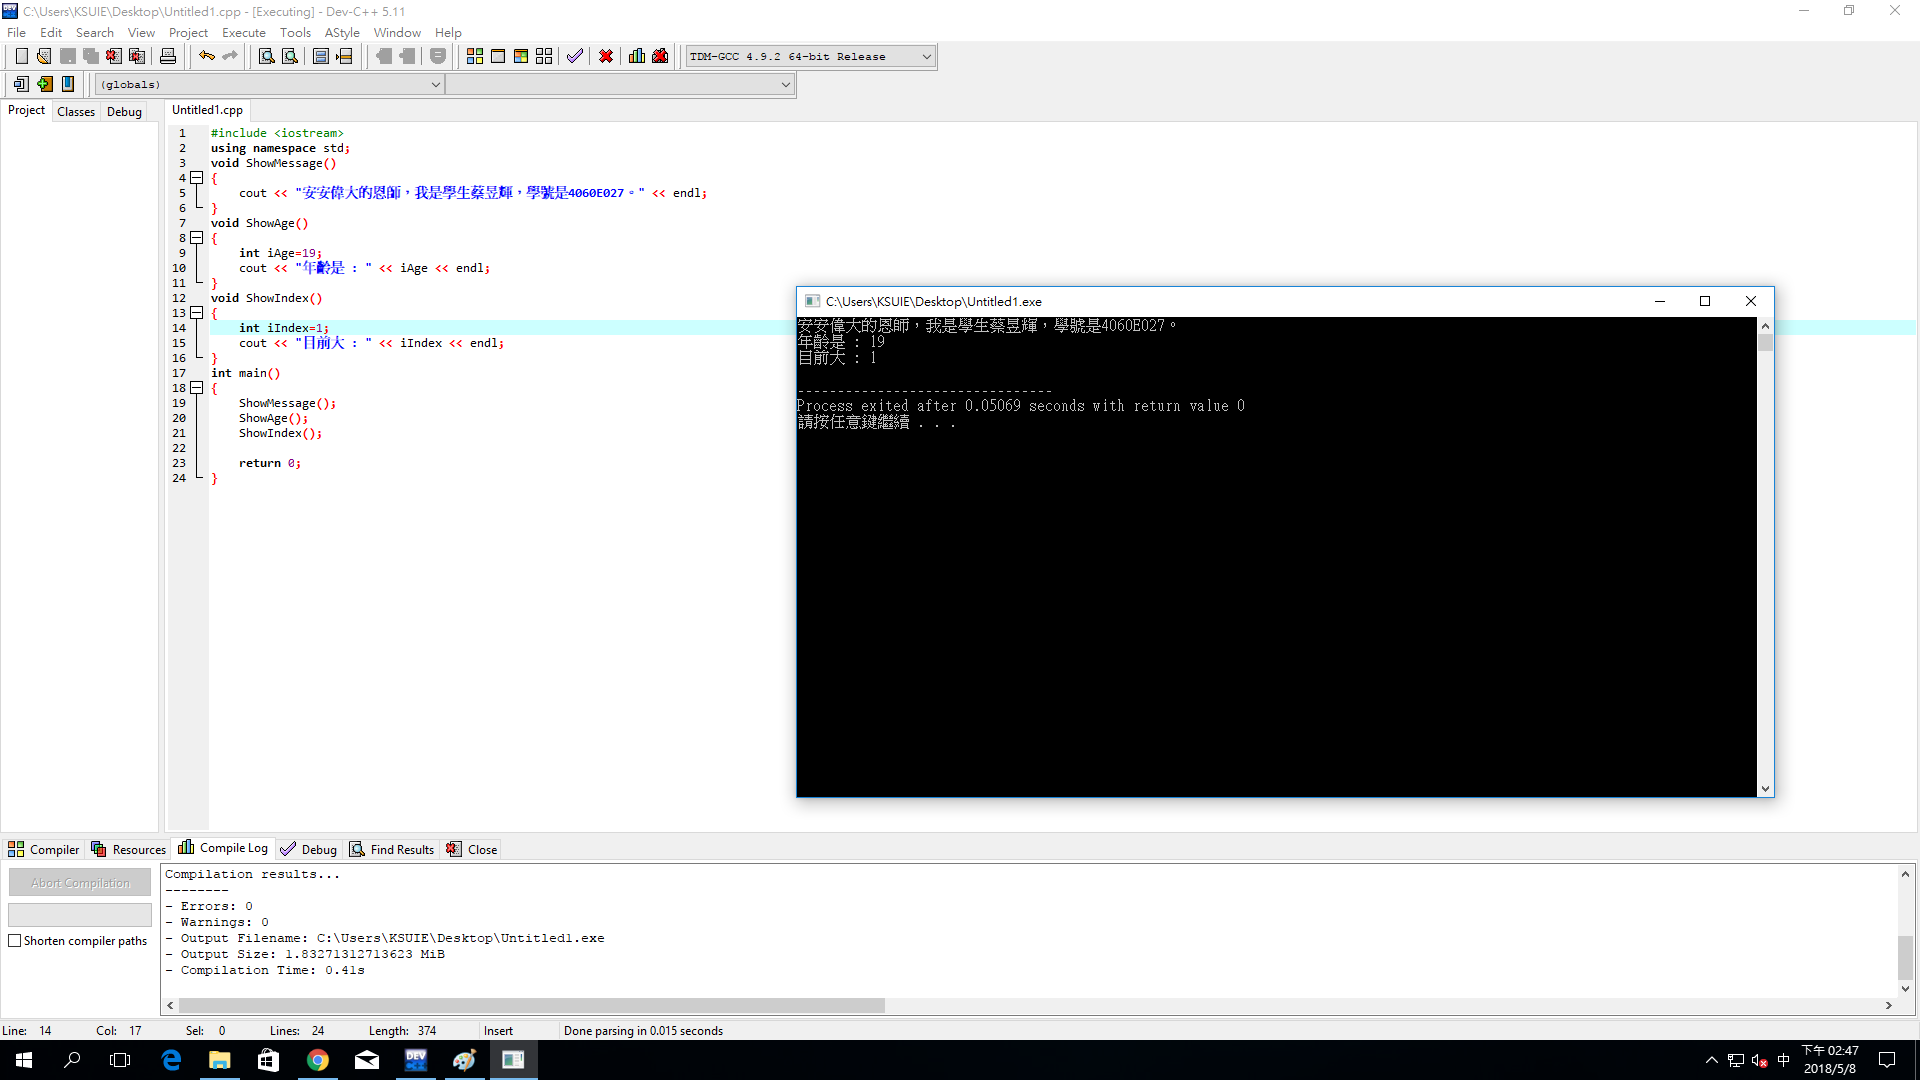 C:\Users\KSUIE\Desktop\Untitled1.cpp - [Executing] - Dev-C++ 5.11
File Edit Search View Project Execute Tools AStyle Window Help
TDM-GCC 4.9.2 64-bit Release
(globals)
Project Classes Debug
Untitled1.cpp
1 #include <iostream>
2 using namespace std;
3 void ShowMessage()
4 {
5 cout << "安安偉大的恩師，我是學生蔡昱輝，學號是4060E027。" << endl;
6 }
7 void ShowAge()
8 {
9 int iAge=19;
10 cout << "年齡是 : " << iAge << endl;
11 }
12 void ShowIndex()
13 {
14 int iIndex=1;
15 cout << "目前大 : " << iIndex << endl;
16 }
17 int main()
18 {
19 ShowMessage();
20 ShowAge();
21 ShowIndex();
22
23 return 0;
24 }
C:\Users\KSUIE\Desktop\Untitled1.exe
安安偉大的恩師，我是學生蔡昱輝，學號是4060E027。
年齡是 : 19
目前大 : 1
--------------------------------
Process exited after 0.05069 seconds with return value 0
請按任意鍵繼續 . . .
Compiler Resources Compile Log Debug Find Results Close
Abort Compilation
Shorten compiler paths
Compilation results...
--------
- Errors: 0
- Warnings: 0
- Output Filename: C:\Users\KSUIE\Desktop\Untitled1.exe
- Output Size: 1.83271312713623 MiB
- Compilation Time: 0.41s
Line: 14 Col: 17 Sel: 0 Lines: 24 Length: 374 Insert Done parsing in 0.015 seconds
DEV
中
下午 02:47
2018/5/8